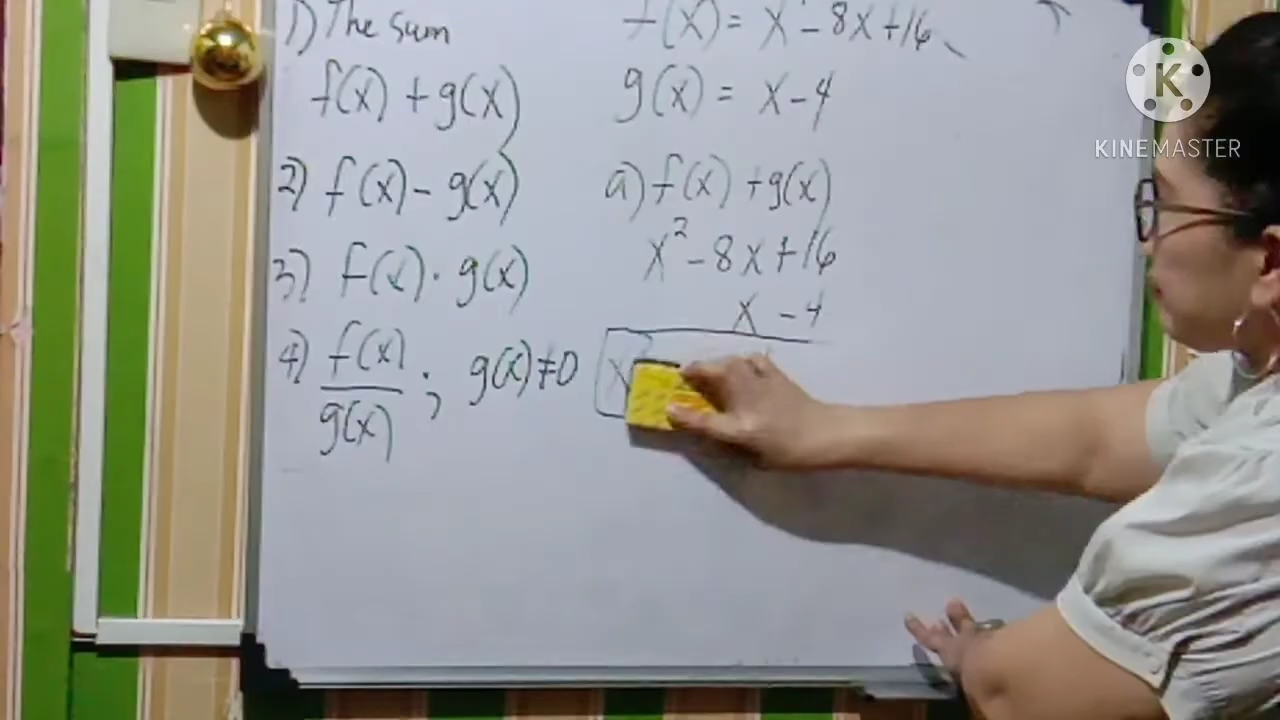 1) The sum
f(x) + g(x)
2) f(x) - g(x)
3) f(x) · g(x)
4) f(x)
g(x) ; g(x) ≠ 0
f(x) = x² - 8x + 16
g(x) = x - 4
a) f(x) + g(x)
x² - 8x + 16
x - 4
x
K
KINEMASTER